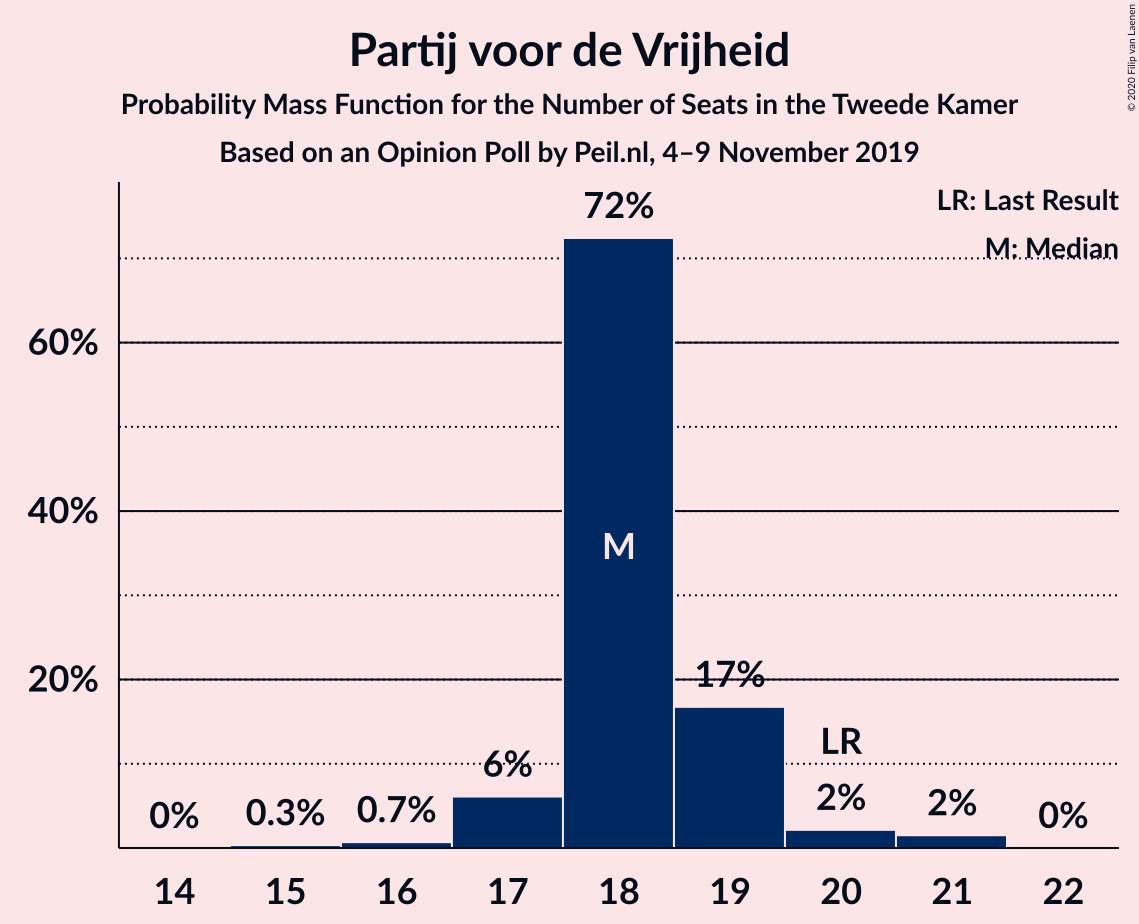 Partij voor de Vrijheid
Probability Mass Function for the Number of Seats in the Tweede Kamer
Based on an Opinion Poll by Peil.nl, 4–9 November 2019
© 2020 Filip van Laenen
LR: Last Result
M: Median
72%
60%
40%
M
20%
17%
LR
6%
0%
0.3%
0.7%
2%
2%
0%
14 15 16 17 18 19 20 21 22